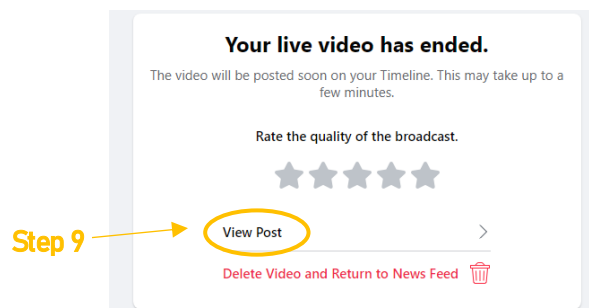 Your live video has ended.
The video will be posted soon on your Timeline. This may take up to a
few minutes.
Rate the quality of the broadcast.
Step 9
View Post
Delete Video and Return to News Feed